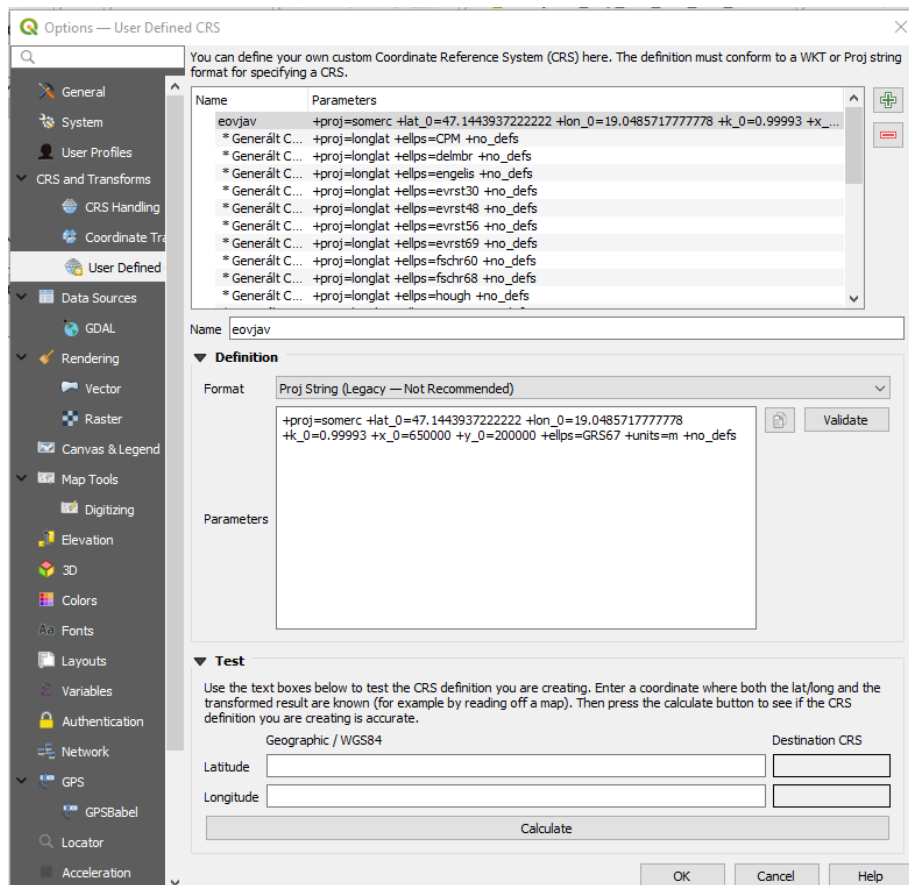 Options — User Defined CRS
General
System
User Profiles
CRS and Transforms
CRS Handling
Coordinate Tra
User Defined
Data Sources
GDAL
Rendering
Vector
Raster
Canvas & Legend
Map Tools
Digitizing
Elevation
3D
Colors
Fonts
Layouts
Variables
Authentication
Network
GPS
GPSBabel
Locator
Acceleration
You can define your own custom Coordinate Reference System (CRS) here. The definition must conform to a WKT or Proj string
format for specifying a CRS.
Name Parameters
eovjav +proj=somerc +lat_0=47.1443937222222 +lon_0=19.0485717777778 +k_0=0.99993 +x_...
* Generált C... +proj=longlat +ellps=CPM +no_defs
* Generált C... +proj=longlat +ellps=delmbr +no_defs
* Generált C... +proj=longlat +ellps=engelis +no_defs
* Generált C... +proj=longlat +ellps=evrst30 +no_defs
* Generált C... +proj=longlat +ellps=evrst48 +no_defs
* Generált C... +proj=longlat +ellps=evrst56 +no_defs
* Generált C... +proj=longlat +ellps=evrst69 +no_defs
* Generált C... +proj=longlat +ellps=fschr60 +no_defs
* Generált C... +proj=longlat +ellps=fschr68 +no_defs
* Generált C... +proj=longlat +ellps=hough +no_defs
Name eovjav
Definition
Format Proj String (Legacy — Not Recommended)
+proj=somerc +lat_0=47.1443937222222 +lon_0=19.0485717777778
+k_0=0.99993 +x_0=650000 +y_0=200000 +ellps=GRS67 +units=m +no_defs
Validate
Parameters
Test
Use the text boxes below to test the CRS definition you are creating. Enter a coordinate where both the lat/long and the
transformed result are known (for example by reading off a map). Then press the calculate button to see if the CRS
definition you are creating is accurate.
Geographic / WGS84 Destination CRS
Latitude
Longitude
Calculate
OK Cancel Help